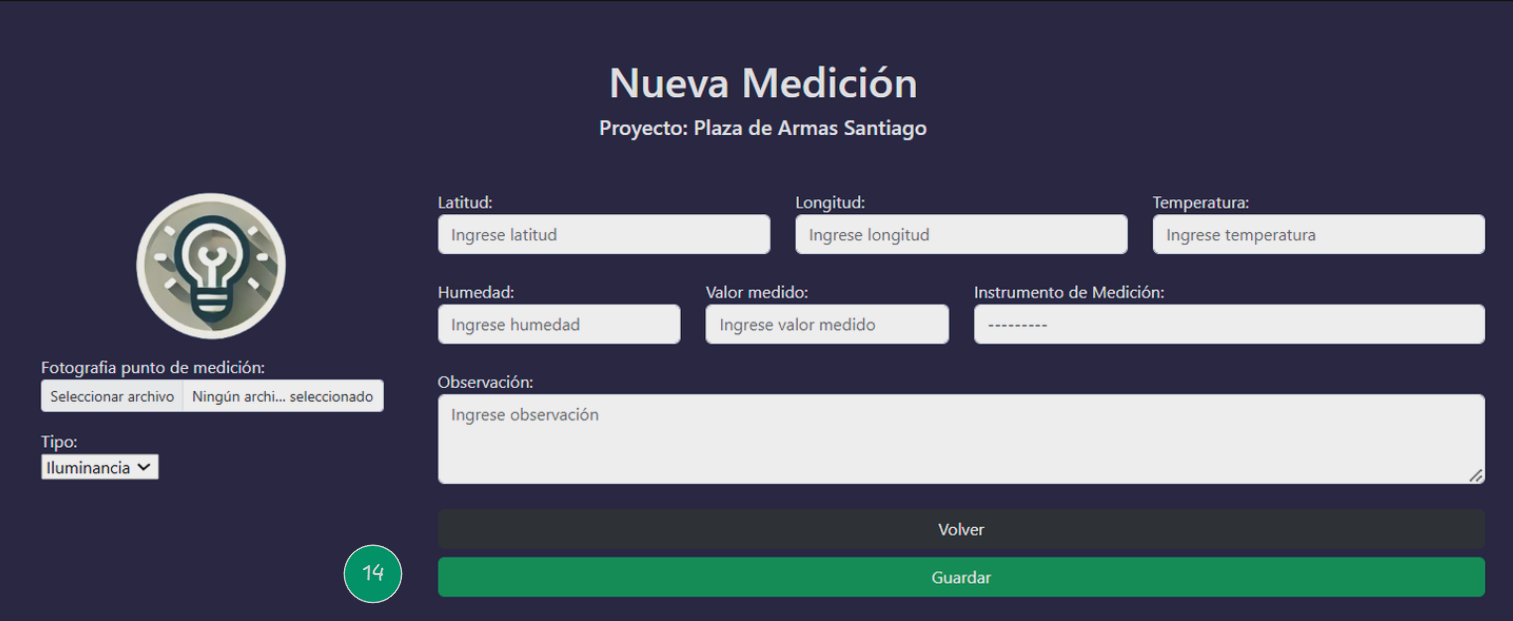 Nueva Medición
Proyecto: Plaza de Armas Santiago
Fotografia punto de medición:
Seleccionar archivo Ningún archi... seleccionado
Tipo:
Iluminancia
Latitud: Longitud: Temperatura:
Ingrese latitud Ingrese longitud Ingrese temperatura
Humedad: Valor medido: Instrumento de Medición:
Ingrese humedad Ingrese valor medido ---------
Observación:
Ingrese observación
Volver
14
Guardar